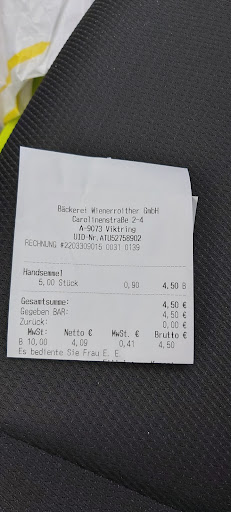 Bäckerei Wienerroither GmbH
Carolinenstraße 2-4
A-9073 Viktring
UID-Nr.ATU52758902
RECHNUNG #2203309015 0031 0139
Handsemmel
5,00 Stück 0,90 4,50 B
Gesamtsumme: 4,50 €
Gegeben BAR: 4,50 €
Zurück: 0,00 €
MwSt: Netto € MwSt. € Brutto €
B 10,00 4,09 0,41 4,50
Es bediente Sie Frau E. E.